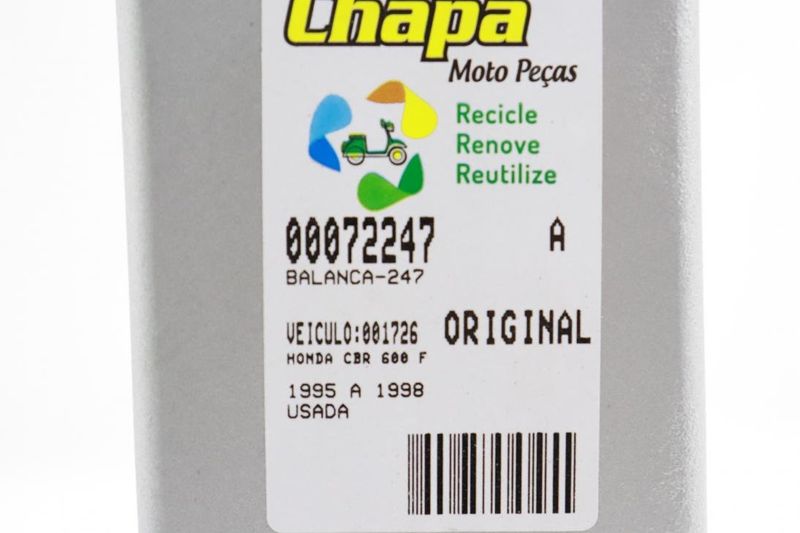 Chapa
Moto Peças
Recicle
Renove
Reutilize
00072247 A
BALANCA-247
VEICULO:001726 ORIGINAL
HONDA CBR 600 F
1995 A 1998
USADA